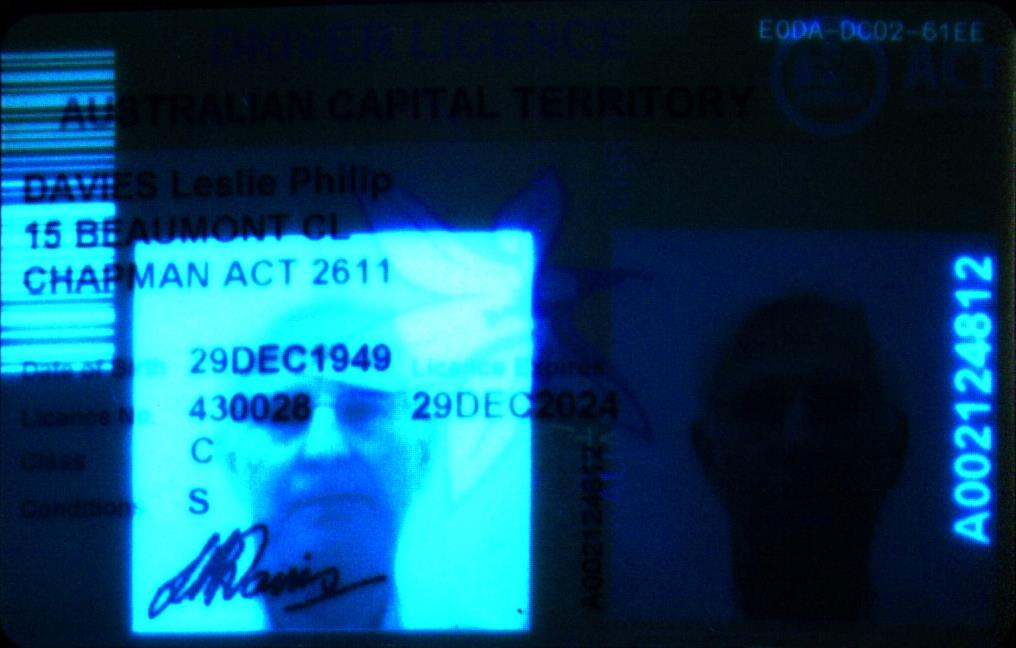 E0DA-DC02-61EE
DRIVER LICENCE
ACT
AUSTRALIAN CAPITAL TERRITORY
DAVIES Leslie Philip
15 BEAUMONT CL
CHAPMAN ACT 2611
Date of Birth 29DEC1949 Licence Expires
Licence No. 430028 29DEC2024
Class C
Conditions S
LPDavies
A002124812
A002124812